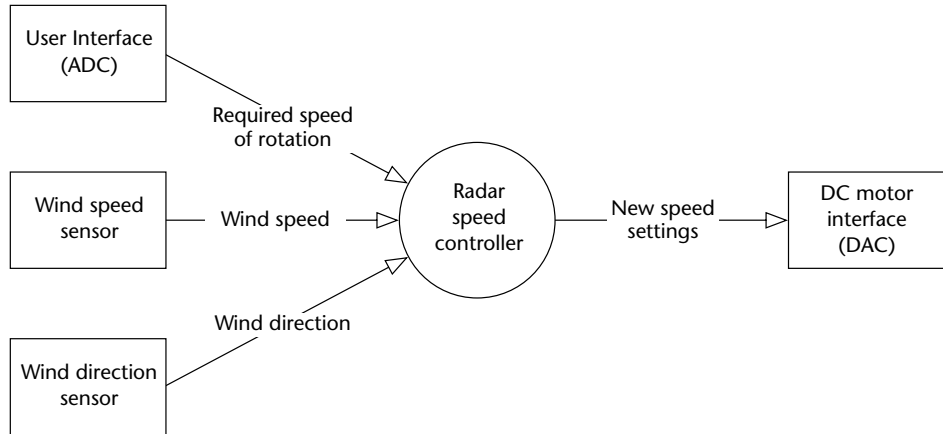 User Interface
(ADC)
Required speed
of rotation
Wind speed
sensor
Wind speed
Radar
speed
controller
New speed
settings
DC motor
interface
(DAC)
Wind direction
Wind direction
sensor